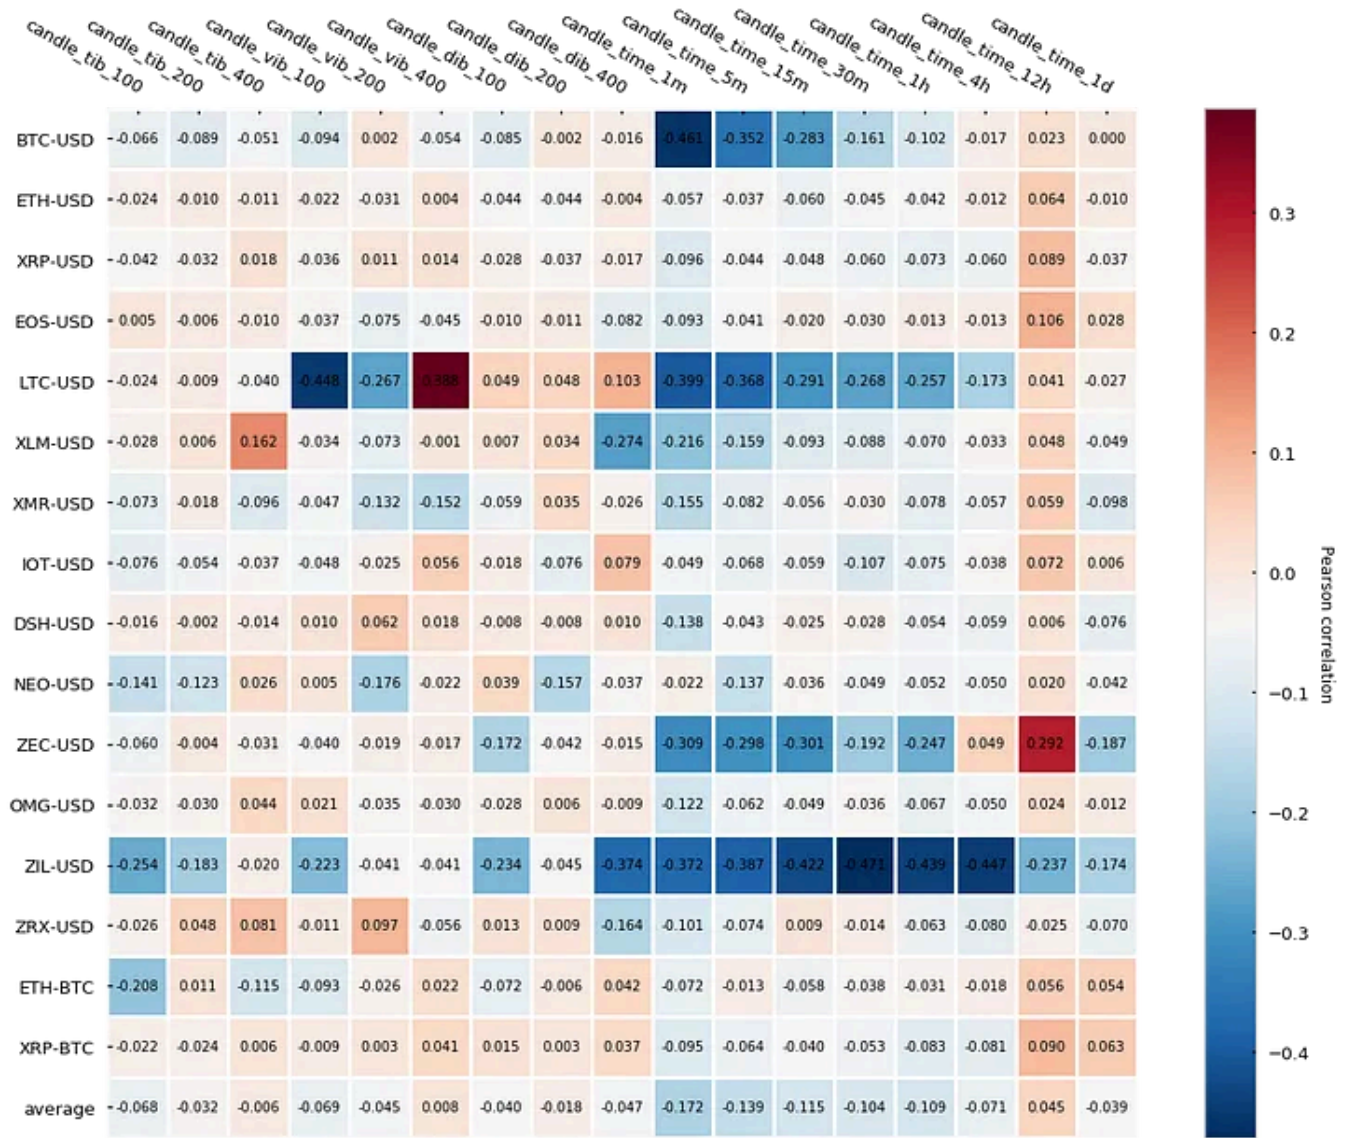 candle_tib_100
candle_tib_200
candle_tib_400
candle_vib_100
candle_vib_200
candle_vib_400
candle_dib_100
candle_dib_200
candle_dib_400
candle_time_1m
candle_time_5m
candle_time_15m
candle_time_30m
candle_time_1h
candle_time_4h
candle_time_12h
candle_time_1d
BTC-USD -0.066 -0.089 -0.051 -0.094 0.002 -0.054 -0.085 -0.002 -0.016 -0.461 -0.352 -0.283 -0.161 -0.102 -0.017 0.023 0.000
ETH-USD -0.024 -0.010 -0.011 -0.022 -0.031 0.004 -0.044 -0.044 -0.004 -0.057 -0.037 -0.060 -0.045 -0.042 -0.012 0.064 -0.010
XRP-USD -0.042 -0.032 0.018 -0.036 0.011 0.014 -0.028 -0.037 -0.017 -0.096 -0.044 -0.048 -0.060 -0.073 -0.060 0.089 -0.037
EOS-USD 0.005 -0.006 -0.010 -0.037 -0.075 -0.045 -0.010 -0.011 -0.082 -0.093 -0.041 -0.020 -0.030 -0.013 -0.013 0.106 0.028
LTC-USD -0.024 -0.009 -0.040 -0.448 -0.267 0.388 0.049 0.048 0.103 -0.399 -0.368 -0.291 -0.268 -0.257 -0.173 0.041 -0.027
XLM-USD -0.028 0.006 0.162 -0.034 -0.073 -0.001 0.007 0.034 -0.274 -0.216 -0.159 -0.093 -0.088 -0.070 -0.033 0.048 -0.049
XMR-USD -0.073 -0.018 -0.096 -0.047 -0.132 -0.152 -0.059 0.035 -0.026 -0.155 -0.082 -0.056 -0.030 -0.078 -0.057 0.059 -0.098
IOT-USD -0.076 -0.054 -0.037 -0.048 -0.025 0.056 -0.018 -0.076 0.079 -0.049 -0.068 -0.059 -0.107 -0.075 -0.038 0.072 0.006
DSH-USD -0.016 -0.002 -0.014 0.010 0.062 0.018 -0.008 -0.008 0.010 -0.138 -0.043 -0.025 -0.028 -0.054 -0.059 0.006 -0.076
NEO-USD -0.141 -0.123 0.026 0.005 -0.176 -0.022 0.039 -0.157 -0.037 -0.022 -0.137 -0.036 -0.049 -0.052 -0.050 0.020 -0.042
ZEC-USD -0.060 -0.004 -0.031 -0.040 -0.019 -0.017 -0.172 -0.042 -0.015 -0.309 -0.298 -0.301 -0.192 -0.247 0.049 0.292 -0.187
OMG-USD -0.032 -0.030 0.044 0.021 -0.035 -0.030 -0.028 0.006 -0.009 -0.122 -0.062 -0.049 -0.036 -0.067 -0.050 0.024 -0.012
ZIL-USD -0.254 -0.183 -0.020 -0.223 -0.041 -0.041 -0.234 -0.045 -0.374 -0.372 -0.387 -0.422 -0.471 -0.439 -0.447 -0.237 -0.174
ZRX-USD -0.026 0.048 0.081 -0.011 0.097 -0.056 0.013 0.009 -0.164 -0.101 -0.074 0.009 -0.014 -0.063 -0.080 -0.025 -0.070
ETH-BTC -0.208 0.011 -0.115 -0.093 -0.026 0.022 -0.072 -0.006 0.042 -0.072 -0.013 -0.058 -0.038 -0.031 -0.018 0.056 0.054
XRP-BTC -0.022 -0.024 0.006 -0.009 0.003 0.041 0.015 0.003 0.037 -0.095 -0.064 -0.040 -0.053 -0.083 -0.081 0.090 0.063
average -0.068 -0.032 -0.006 -0.069 -0.045 0.008 -0.040 -0.018 -0.047 -0.172 -0.139 -0.115 -0.104 -0.109 -0.071 0.045 -0.039
0.3
0.2
0.1
0.0
−0.1
−0.2
−0.3
−0.4
Pearson correlation